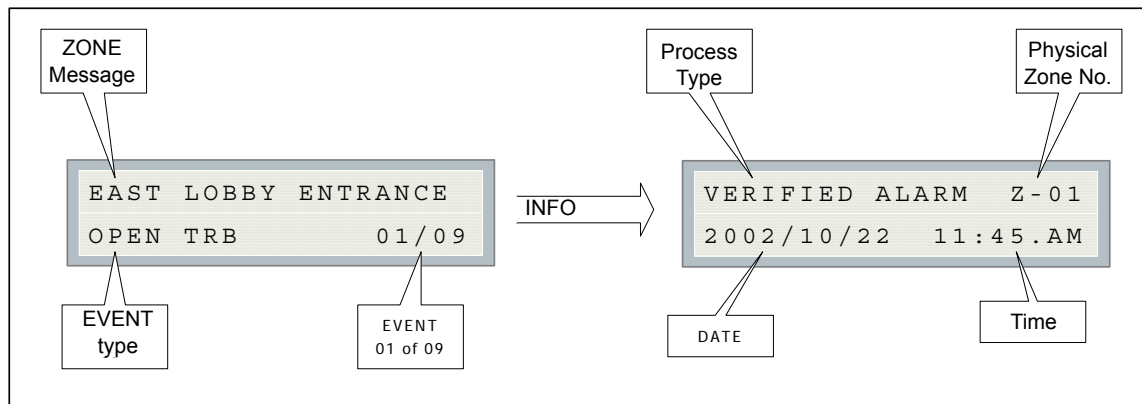 ZONE
Message
Process
Type
Physical
Zone No.
EAST LOBBY ENTRANCE
OPEN TRB 01/09
INFO
VERIFIED ALARM Z-01
2002/10/22 11:45.AM
EVENT
type
EVENT
01 of 09
DATE
Time